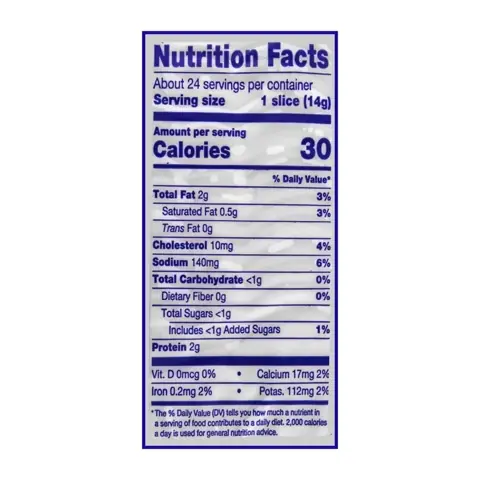 Nutrition Facts
About 24 servings per container
Serving size 1 slice (14g)
Amount per serving
Calories 30
% Daily Value*
Total Fat 2g 3%
Saturated Fat 0.5g 3%
Trans Fat 0g
Cholesterol 10mg 4%
Sodium 140mg 6%
Total Carbohydrate <1g 0%
Dietary Fiber 0g 0%
Total Sugars <1g
Includes <1g Added Sugars 1%
Protein 2g
Vit. D 0mcg 0% • Calcium 17mg 2%
Iron 0.2mg 2% • Potas. 112mg 2%
*The % Daily Value (DV) tells you how much a nutrient in
a serving of food contributes to a daily diet. 2,000 calories
a day is used for general nutrition advice.